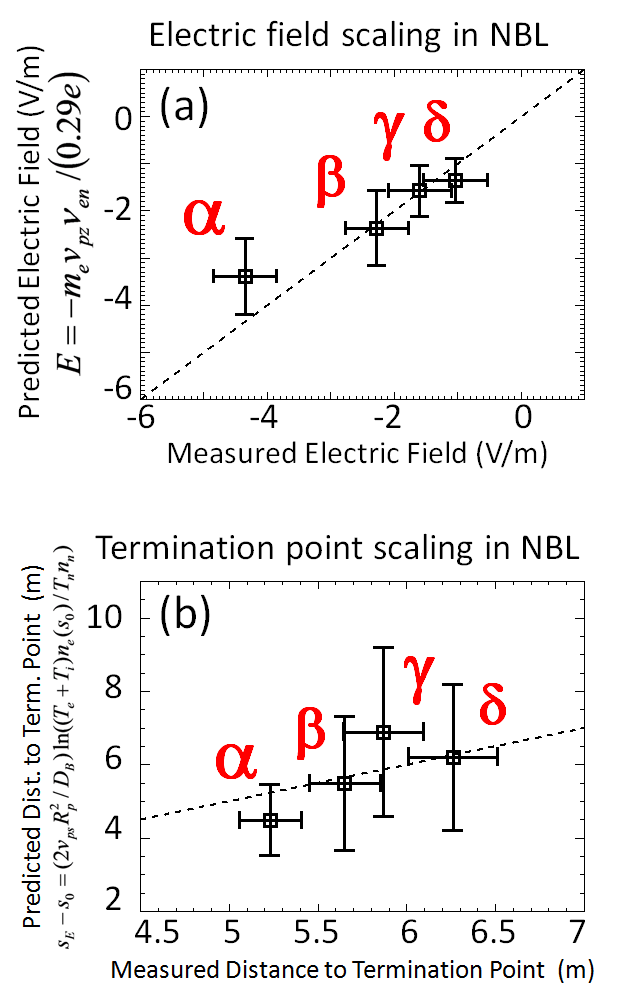 Electric field scaling in NBL
Predicted Electric Field (V/m)
E = −mₑv_pz ν_en /(0.29e)
(a)
α
β
γ
δ
0
-2
-4
-6
-6
-4
-2
0
Measured Electric Field (V/m)
Termination point scaling in NBL
Predicted Dist. to Term. Point (m)
s_E − s_0 = (2v_ps R_p^2 / D_B) ln((T_e + T_i)n_e(s_0)/T_n n_n)
(b)
α
β
γ
δ
10
8
6
4
2
4.5
5
5.5
6
6.5
7
Measured Distance to Termination Point (m)